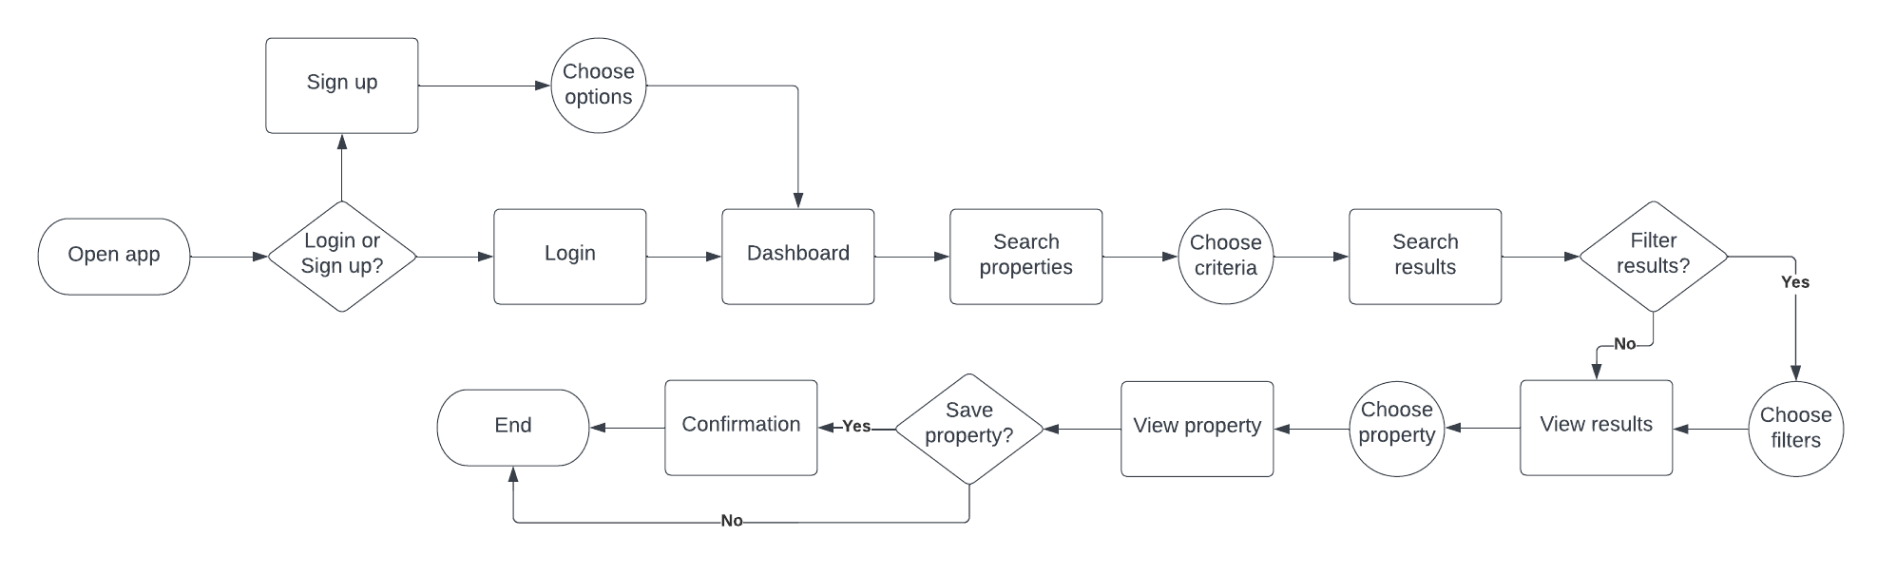 Sign up
Choose
options
Open app
Login or
Sign up?
Login
Dashboard
Search
properties
Choose
criteria
Search
results
Filter
results?
Yes
No
End
Confirmation
Yes
Save
property?
View property
Choose
property
View results
Choose
filters
No